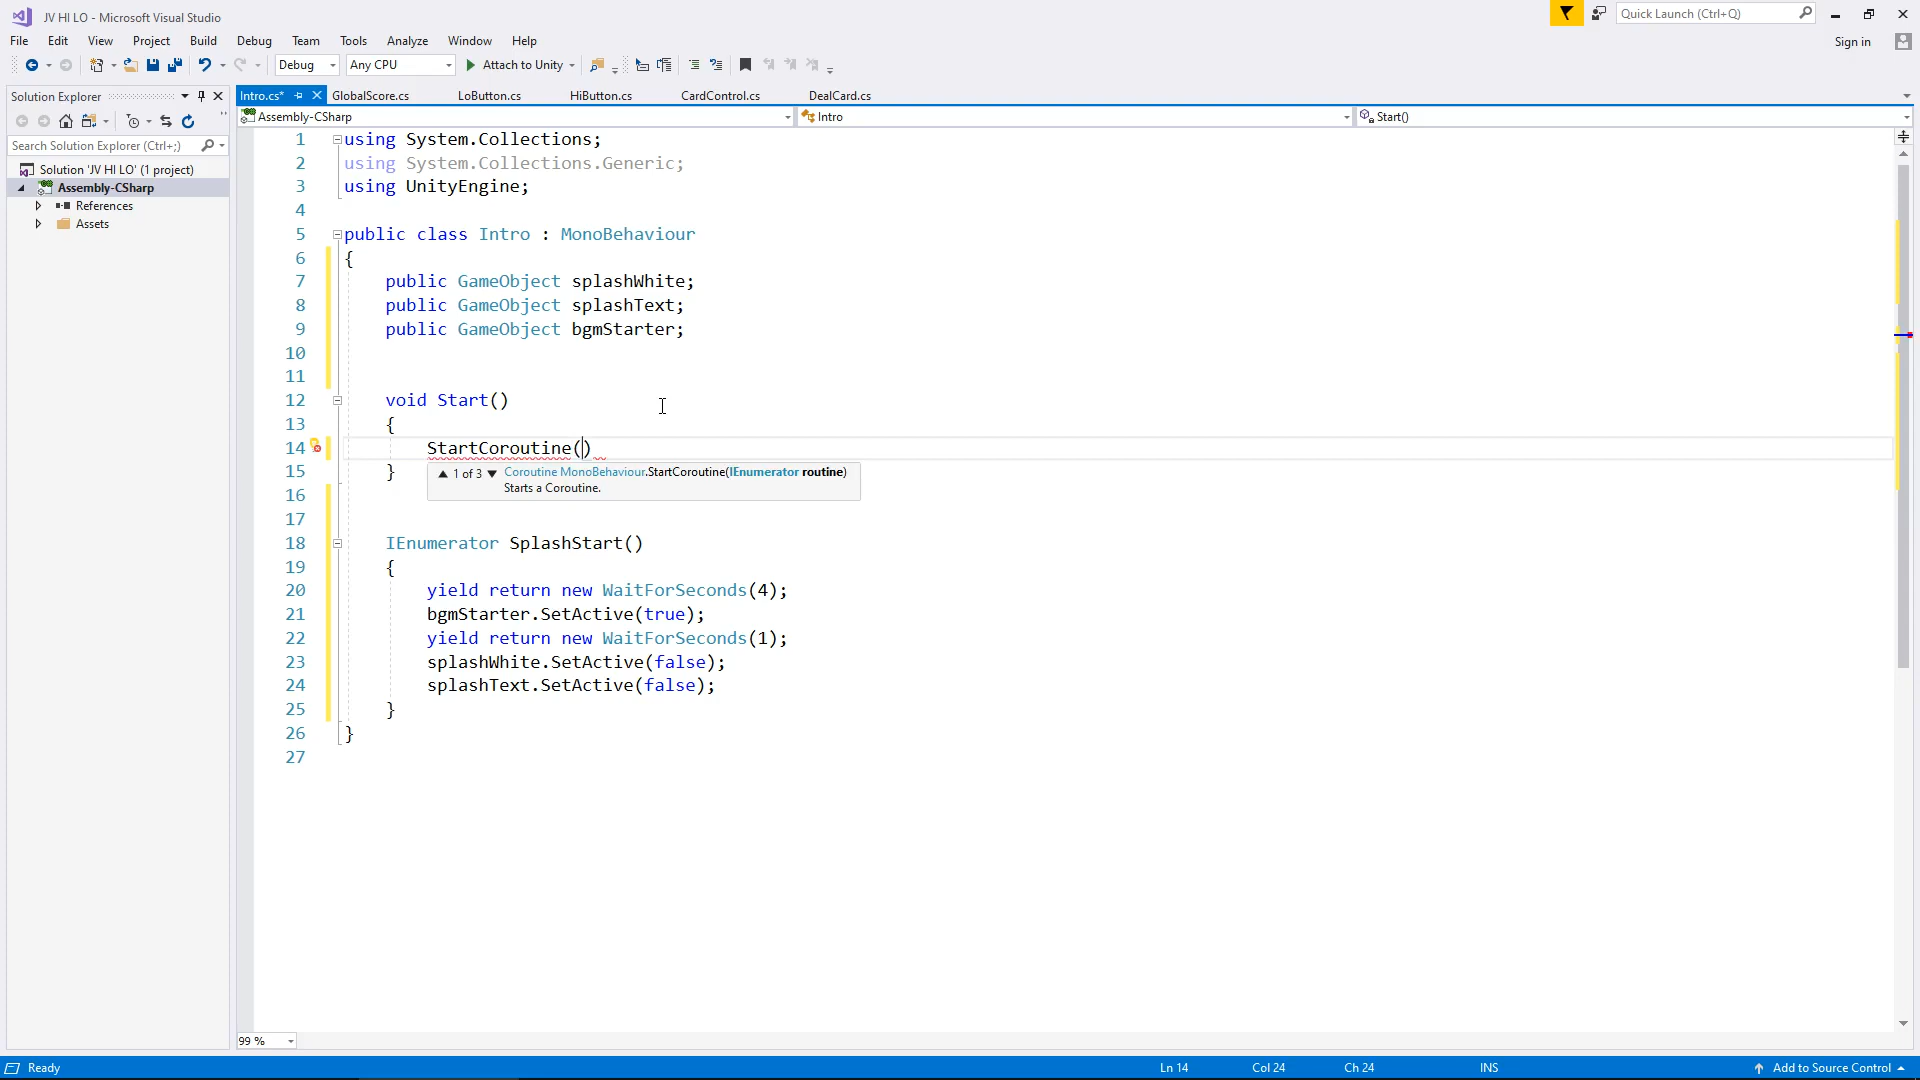 JV HI LO - Microsoft Visual Studio
Quick Launch (Ctrl+Q)
File Edit View Project Build Debug Team Tools Analyze Window Help
Sign in
Debug Any CPU Attach to Unity
Solution Explorer
Intro.cs* GlobalScore.cs LoButton.cs HiButton.cs CardControl.cs DealCard.cs
Assembly-CSharp Intro Start()
Search Solution Explorer (Ctrl+;)
Solution 'JV HI LO' (1 project)
Assembly-CSharp
References
Assets
1 using System.Collections;
2 using System.Collections.Generic;
3 using UnityEngine;
4
5 public class Intro : MonoBehaviour
6 {
7 public GameObject splashWhite;
8 public GameObject splashText;
9 public GameObject bgmStarter;
10
11
12 void Start()
13 {
14 StartCoroutine()
15 }
1 of 3 Coroutine MonoBehaviour.StartCoroutine(IEnumerator routine)
Starts a Coroutine.
16
17
18 IEnumerator SplashStart()
19 {
20 yield return new WaitForSeconds(4);
21 bgmStarter.SetActive(true);
22 yield return new WaitForSeconds(1);
23 splashWhite.SetActive(false);
24 splashText.SetActive(false);
25 }
26 }
27
99 %
Ready Ln 14 Col 24 Ch 24 INS Add to Source Control